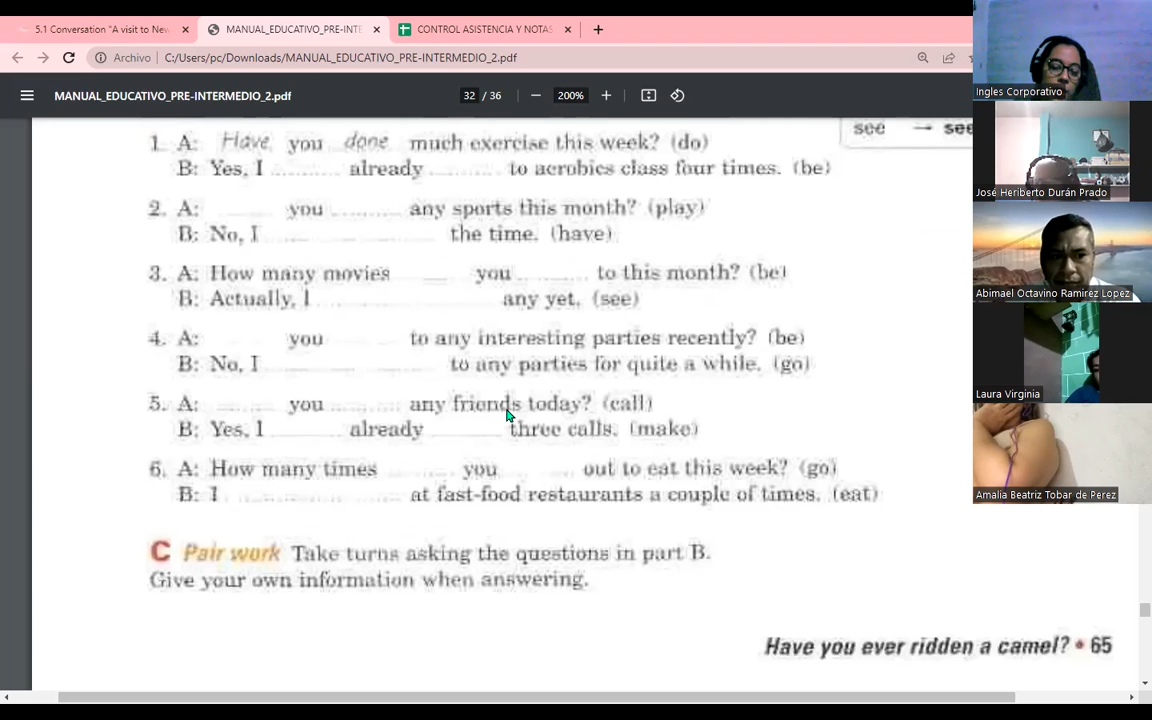 5.1 Conversation "A visit to New
MANUAL_EDUCATIVO_PRE-INTE
CONTROL ASISTENCIA Y NOTAS
Archivo C:/Users/pc/Downloads/MANUAL_EDUCATIVO_PRE-INTERMEDIO_2.pdf
MANUAL_EDUCATIVO_PRE-INTERMEDIO_2.pdf
32 / 36
200%
see → see
1. A: Have you done much exercise this week? (do)
B: Yes, I ........ already ........ to aerobics class four times. (be)
2. A: ........ you ........ any sports this month? (play)
B: No, I ........ the time. (have)
3. A: How many movies ........ you ........ to this month? (be)
B: Actually, I ........ any yet. (see)
4. A: ........ you ........ to any interesting parties recently? (be)
B: No, I ........ to any parties for quite a while. (go)
5. A: ........ you ........ any friends today? (call)
B: Yes, I ........ already ........ three calls. (make)
6. A: How many times ........ you ........ out to eat this week? (go)
B: I ........ at fast-food restaurants a couple of times. (eat)
C Pair work Take turns asking the questions in part B.
Give your own information when answering.
Have you ever ridden a camel? • 65
Ingles Corporativo
José Heriberto Durán Prado
Abimael Octavino Ramirez Lopez
Laura Virginia
Amalia Beatriz Tobar de Perez